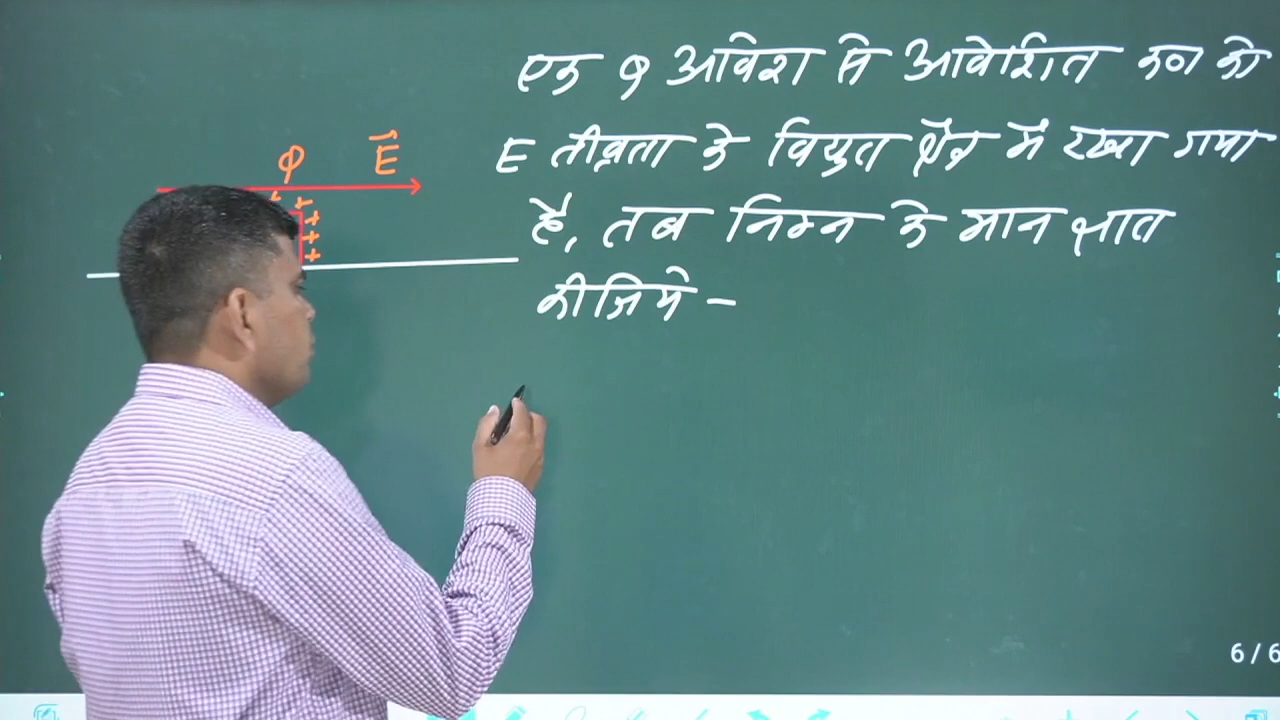 एक φ आवेश से आवेशित कण को
E तीव्रता के विद्युत क्षेत्र में रखा गया
है, तब निम्न के मान ज्ञात
कीजिये -
φ E⃗
+ +
+
+
+
6 / 6